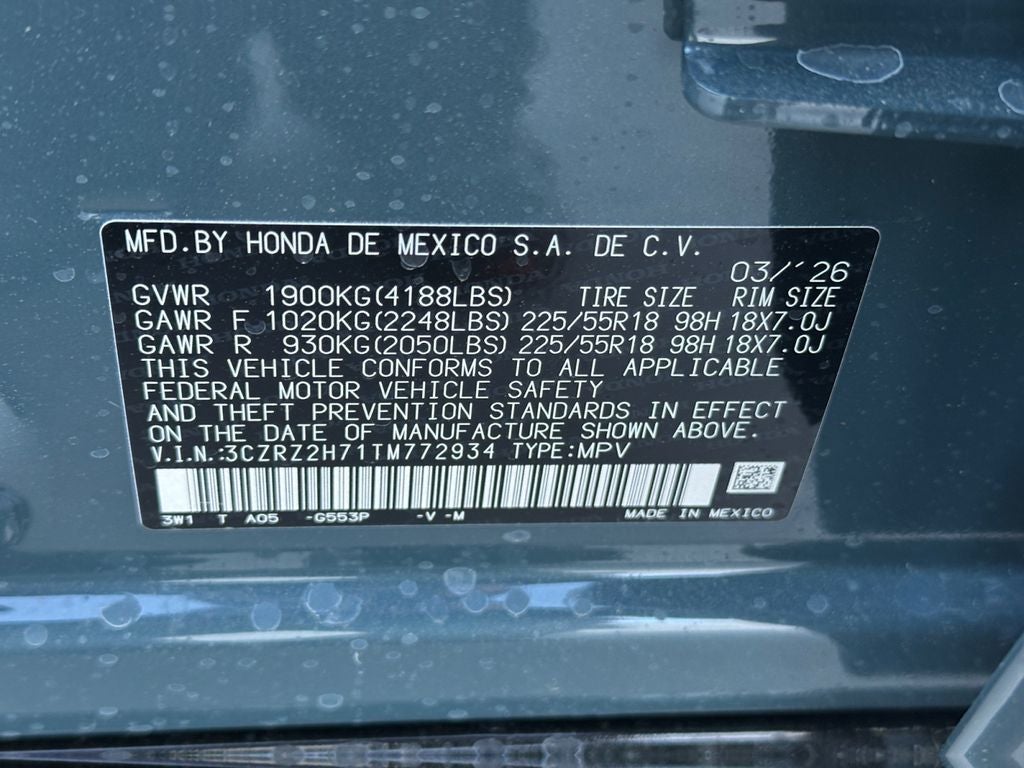 MFD.BY HONDA DE MEXICO S.A. DE C.V.
03/´26
GVWR 1900KG(4188LBS) TIRE SIZE RIM SIZE
GAWR F 1020KG(2248LBS) 225/55R18 98H 18X7.0J
GAWR R 930KG(2050LBS) 225/55R18 98H 18X7.0J
THIS VEHICLE CONFORMS TO ALL APPLICABLE
FEDERAL MOTOR VEHICLE SAFETY
AND THEFT PREVENTION STANDARDS IN EFFECT
ON THE DATE OF MANUFACTURE SHOWN ABOVE.
V.I.N.:3CZRZ2H71TM772934 TYPE:MPV
3W1 T A05 -G553P -V -M MADE IN MEXICO